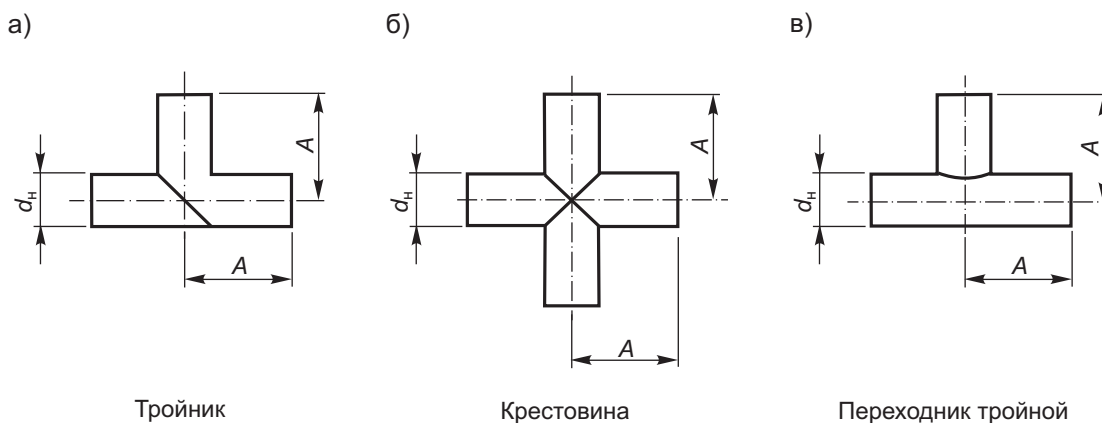 а)
б)
в)
A
A
A
dн
dн
dн
A
A
A
Тройник
Крестовина
Переходник тройной